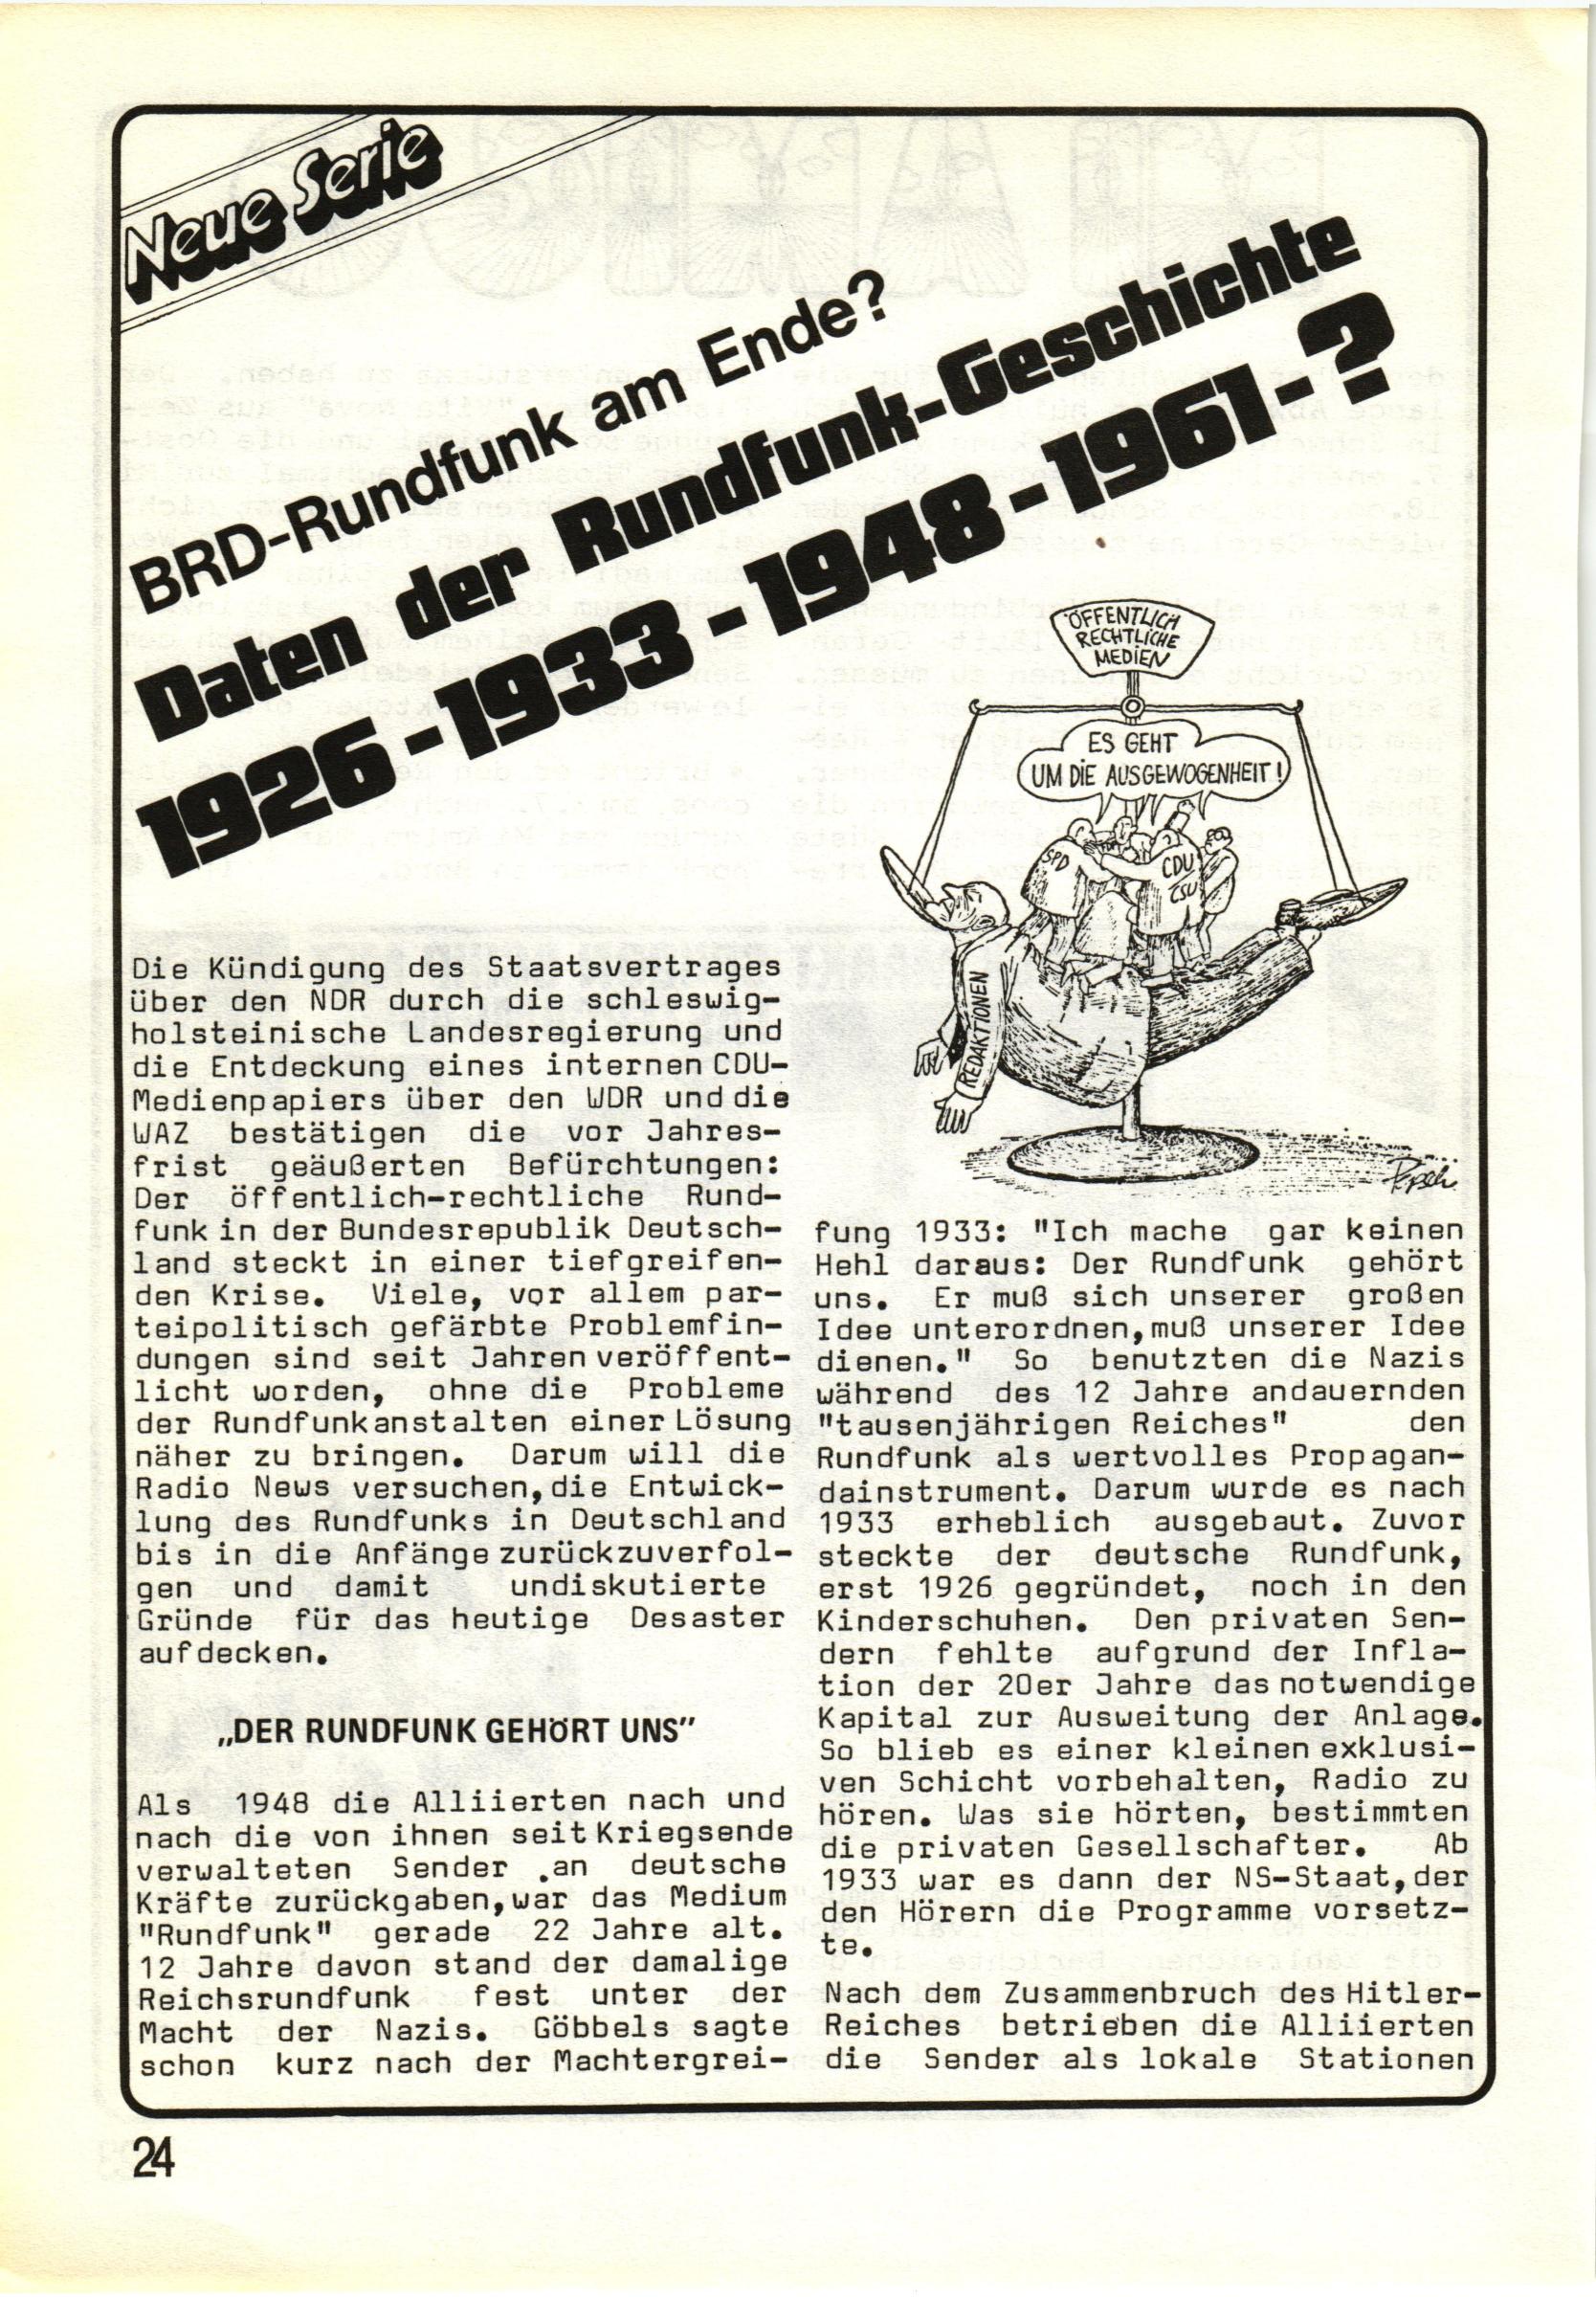 Neue Serie
BRD-Rundfunk am Ende?
Daten der Rundfunk-Geschichte
1926 - 1933 - 1948 - 1961 - ?
ÖFFENTLICH
RECHTLICHE
MEDIEN
ES GEHT
UM DIE AUSGEWOGENHEIT!
SPD
CDU
CSU
REDAKTIONEN
Die Kündigung des Staatsvertrages
über den NDR durch die schleswig-
holsteinische Landesregierung und
die Entdeckung eines internen CDU-
Medienpapiers über den WDR und die
WAZ bestätigen die vor Jahres-
frist geäußerten Befürchtungen:
Der öffentlich-rechtliche Rund-
funk in der Bundesrepublik Deutsch-
land steckt in einer tiefgreifen-
den Krise. Viele, vor allem par-
teipolitisch gefärbte Problemfin-
dungen sind seit Jahren veröffent-
licht worden, ohne die Probleme
der Rundfunkanstalten einer Lösung
näher zu bringen. Darum will die
Radio News versuchen, die Entwick-
lung des Rundfunks in Deutschland
bis in die Anfänge zurückzuverfol-
gen und damit undiskutierte
Gründe für das heutige Desaster
aufdecken.
„DER RUNDFUNK GEHÖRT UNS”
Als 1948 die Alliierten nach und
nach die von ihnen seit Kriegsende
verwalteten Sender an deutsche
Kräfte zurückgaben, war das Medium
"Rundfunk" gerade 22 Jahre alt.
12 Jahre davon stand der damalige
Reichsrundfunk fest unter der
Macht der Nazis. Göbbels sagte
schon kurz nach der Machtergrei-
fung 1933: "Ich mache gar keinen
Hehl daraus: Der Rundfunk gehört
uns. Er muß sich unserer großen
Idee unterordnen, muß unserer Idee
dienen." So benutzten die Nazis
während des 12 Jahre andauernden
"tausenjährigen Reiches" den
Rundfunk als wertvolles Propagan-
dainstrument. Darum wurde es nach
1933 erheblich ausgebaut. Zuvor
steckte der deutsche Rundfunk,
erst 1926 gegründet, noch in den
Kinderschuhen. Den privaten Sen-
dern fehlte aufgrund der Infla-
tion der 20er Jahre das notwendige
Kapital zur Ausweitung der Anlage.
So blieb es einer kleinen exklusi-
ven Schicht vorbehalten, Radio zu
hören. Was sie hörten, bestimmten
die privaten Gesellschafter. Ab
1933 war es dann der NS-Staat, der
den Hörern die Programme vorsetz-
te.
Nach dem Zusammenbruch des Hitler-
Reiches betrieben die Alliierten
die Sender als lokale Stationen
24